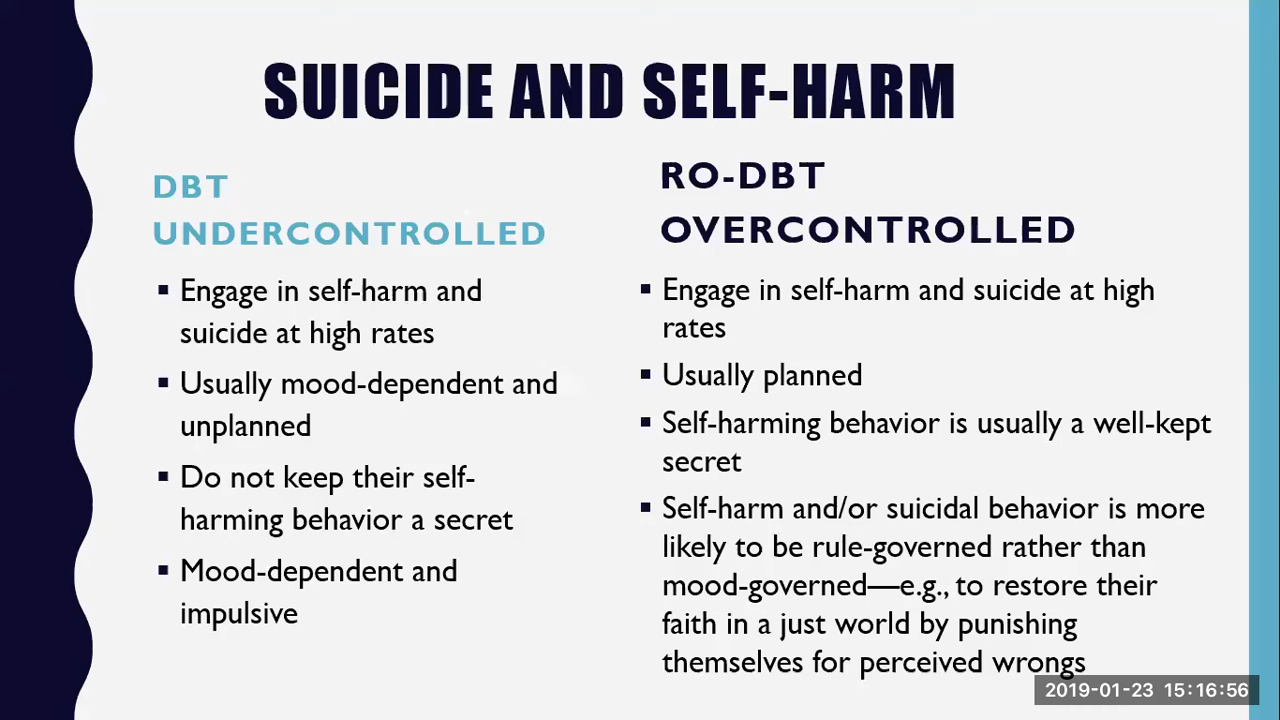 SUICIDE AND SELF-HARM
DBT
UNDERCONTROLLED
▪ Engage in self-harm and
suicide at high rates
▪ Usually mood-dependent and
unplanned
▪ Do not keep their self-
harming behavior a secret
▪ Mood-dependent and
impulsive
RO-DBT
OVERCONTROLLED
▪ Engage in self-harm and suicide at high
rates
▪ Usually planned
▪ Self-harming behavior is usually a well-kept
secret
▪ Self-harm and/or suicidal behavior is more
likely to be rule-governed rather than
mood-governed—e.g., to restore their
faith in a just world by punishing
themselves for perceived wrongs
2019-01-23 15:16:56